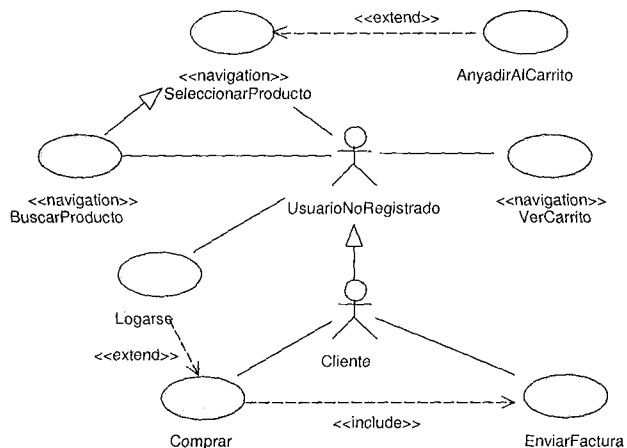 <<extend>>
<<navigation>>
SeleccionarProducto
AnyadirAlCarrito
<<navigation>>
BuscarProducto
UsuarioNoRegistrado
<<navigation>>
VerCarrito
Logarse
<<extend>>
Cliente
<<include>>
Comprar
EnviarFactura